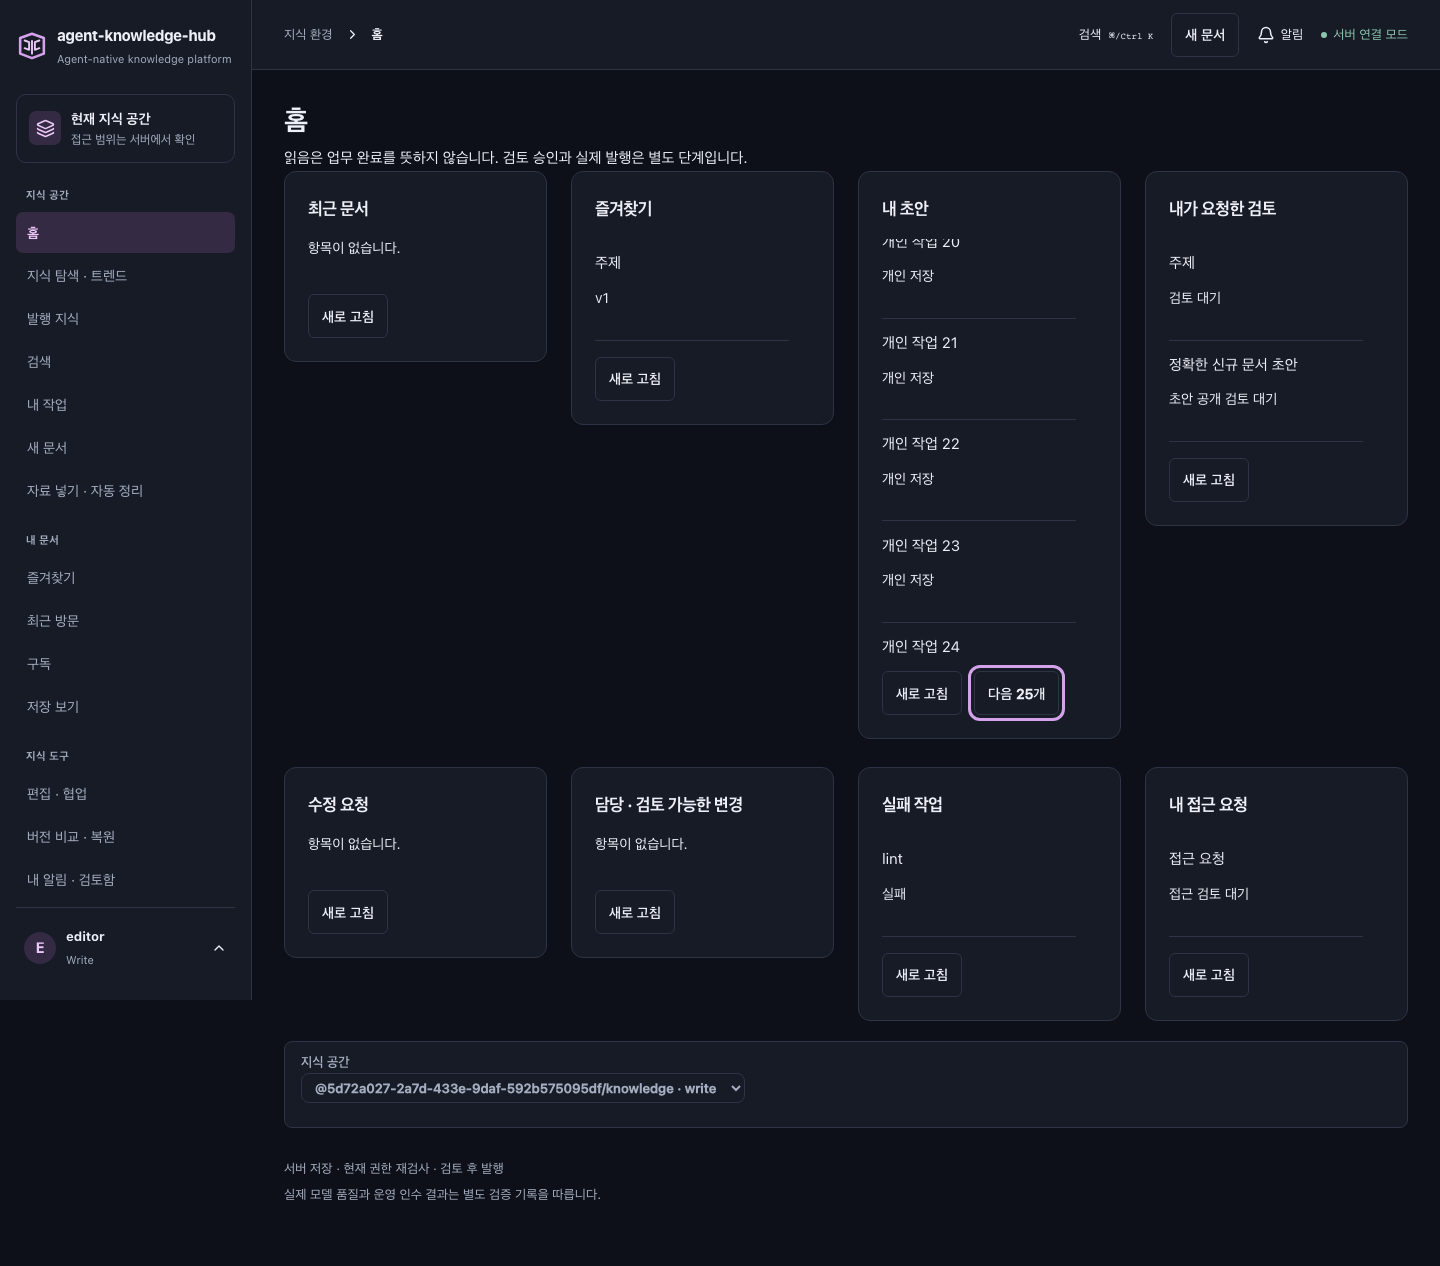 agent-knowledge-hub
Agent-native knowledge platform
현재 지식 공간
접근 범위는 서버에서 확인
지식 공간
홈
지식 탐색 · 트렌드
발행 지식
검색
내 작업
새 문서
자료 넣기 · 자동 정리
내 문서
즐겨찾기
최근 방문
구독
저장 보기
지식 도구
편집 · 협업
버전 비교 · 복원
내 알림 · 검토함
E
editor
Write
지식 환경 > 홈
검색 ⌘/Ctrl K
새 문서
알림
서버 연결 모드
홈
읽음은 업무 완료를 뜻하지 않습니다. 검토 승인과 실제 발행은 별도 단계입니다.
최근 문서
항목이 없습니다.
새로 고침
즐겨찾기
주제
v1
새로 고침
내 초안
개인 작업 20
개인 저장
개인 작업 21
개인 저장
개인 작업 22
개인 저장
개인 작업 23
개인 저장
개인 작업 24
새로 고침
다음 25개
내가 요청한 검토
주제
검토 대기
정확한 신규 문서 초안
초안 공개 검토 대기
새로 고침
수정 요청
항목이 없습니다.
새로 고침
담당 · 검토 가능한 변경
항목이 없습니다.
새로 고침
실패 작업
lint
실패
새로 고침
내 접근 요청
접근 요청
접근 검토 대기
새로 고침
지식 공간
@5d72a027-2a7d-433e-9daf-592b575095df/knowledge · write
서버 저장 · 현재 권한 재검사 · 검토 후 발행
실제 모델 품질과 운영 인수 결과는 별도 검증 기록을 따릅니다.